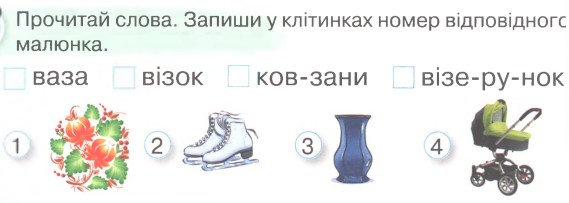 Прочитай слова. Запиши у клітинках номер відповідного
малюнка.
ваза візок ков-зани візе-ру-нок
1 2 3 4